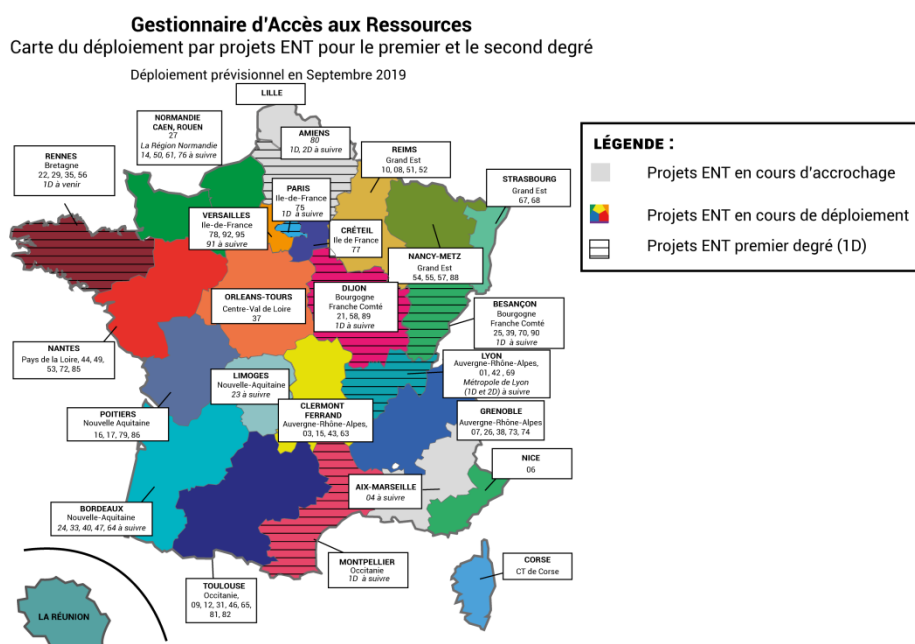 Gestionnaire d'Accès aux Ressources
Carte du déploiement par projets ENT pour le premier et le second degré
Déploiement prévisionnel en Septembre 2019
LILLE
NORMANDIE
CAEN, ROUEN
27
La Région Normandie
14, 50, 61, 76 à suivre
AMIENS
80
1D, 2D à suivre
REIMS
Grand Est
10, 08, 51, 52
RENNES
Bretagne
22, 29, 35, 56
1D à venir
STRASBOURG
Grand Est
67, 68
PARIS
Ile-de-France
75
1D à suivre
VERSAILLES
Ile-de-France
78, 92, 95
91 à suivre
CRÉTEIL
Ile de France
77
NANCY-METZ
Grand Est
54, 55, 57, 88
ORLEANS-TOURS
Centre-Val de Loire
37
DIJON
Bourgogne
Franche Comté
21, 58, 89
1D à suivre
BESANÇON
Bourgogne
Franche Comté
25, 39, 70, 90
1D à suivre
NANTES
Pays de la Loire, 44, 49,
53, 72, 85
LIMOGES
Nouvelle-Aquitaine
23 à suivre
LYON
Auvergne-Rhône-Alpes,
01, 42 , 69
Métropole de Lyon
(1D et 2D) à suivre
POITIERS
Nouvelle Aquitaine
16, 17, 79, 86
CLERMONT
FERRAND
Auvergne-Rhône-Alpes,
03, 15, 43, 63
GRENOBLE
Auvergne-Rhône-Alpes
07, 26, 38, 73, 74
NICE
06
AIX-MARSEILLE
04 à suivre
BORDEAUX
Nouvelle-Aquitaine
24, 33, 40, 47, 64 à suivre
MONTPELLIER
Occitanie
1D à suivre
CORSE
CT de Corse
TOULOUSE
Occitanie,
09, 12, 31, 46, 65,
81, 82
LA RÉUNION
LÉGENDE :
Projets ENT en cours d'accrochage
Projets ENT en cours de déploiement
Projets ENT premier degré (1D)